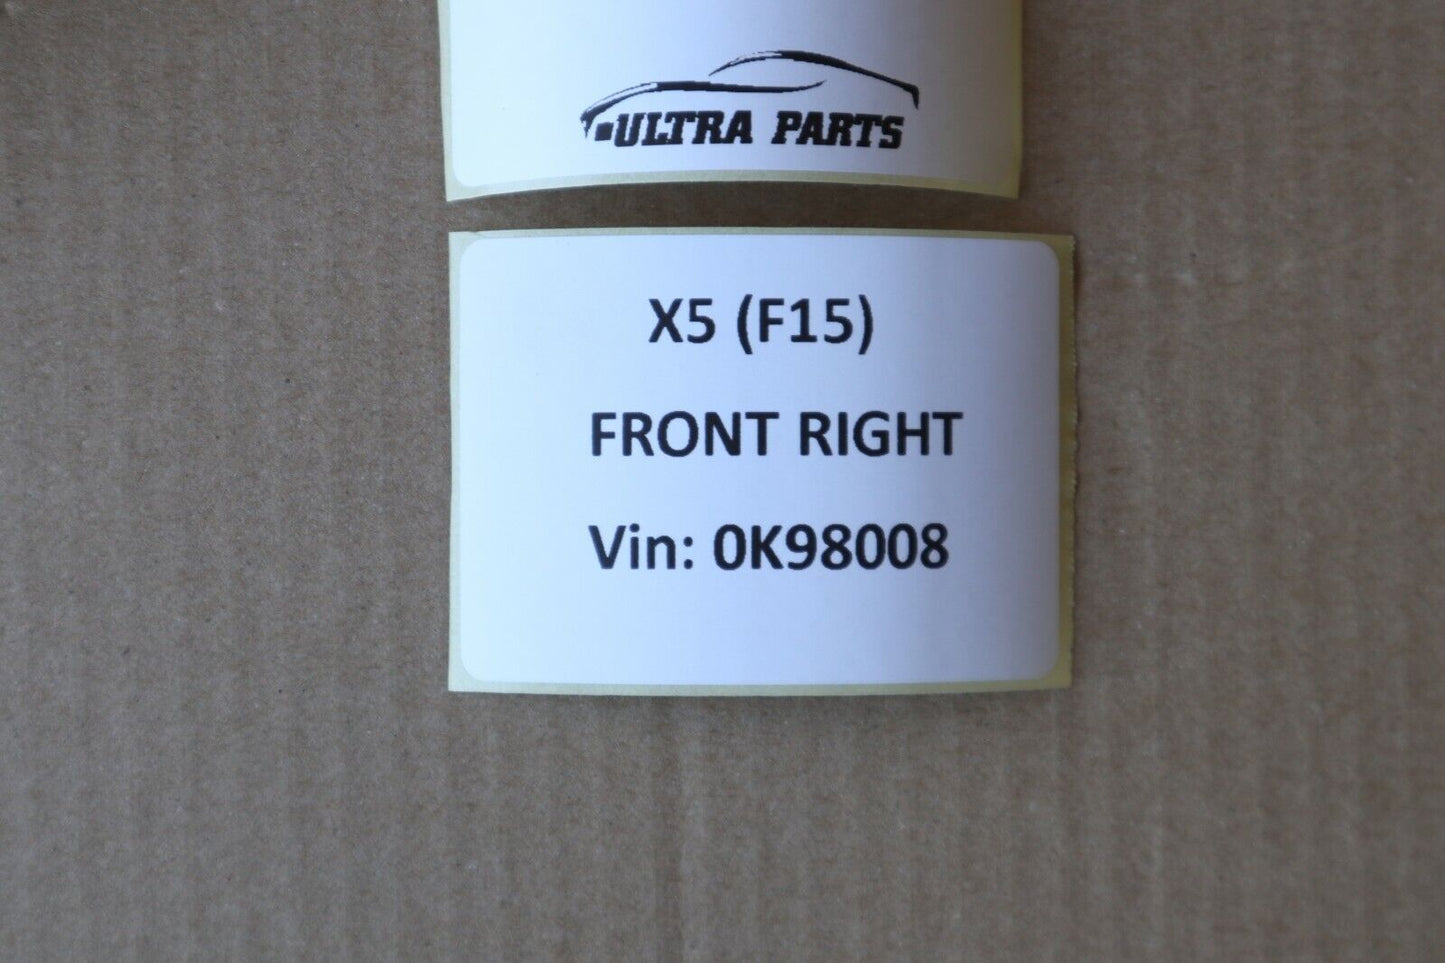 ULTRA PARTS
X5 (F15)
FRONT RIGHT
Vin: 0K98008